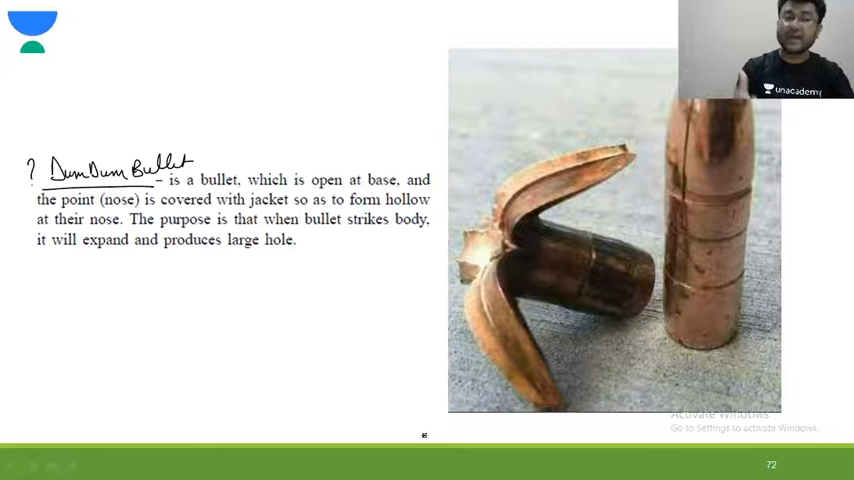 unacademy
? DumDum Bullet
– is a bullet, which is open at base, and
the point (nose) is covered with jacket so as to form hollow
at their nose. The purpose is that when bullet strikes body,
it will expand and produces large hole.
Activate Windows
Go to Settings to activate Windows.
72